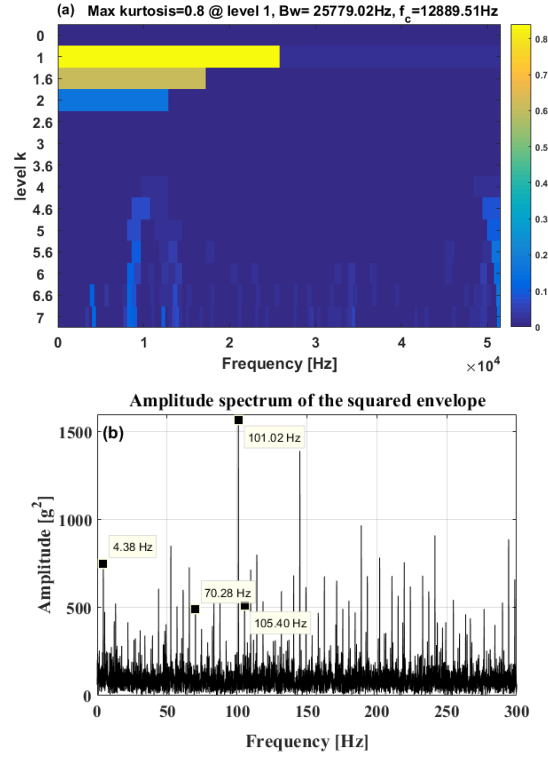 (a) Max kurtosis=0.8 @ level 1, Bw= 25779.02Hz, f_c=12889.51Hz
0
1
1.6
2
2.6
3
3.6
4
4.6
5
5.6
6
6.6
7
level k
0 1 2 3 4 5
×10^4
Frequency [Hz]
0.8
0.7
0.6
0.5
0.4
0.3
0.2
0.1
0
Amplitude spectrum of the squared envelope
(b)
1500
1000
500
0
Amplitude [g^2]
101.02 Hz
4.38 Hz
70.28 Hz
105.40 Hz
0 50 100 150 200 250 300
Frequency [Hz]